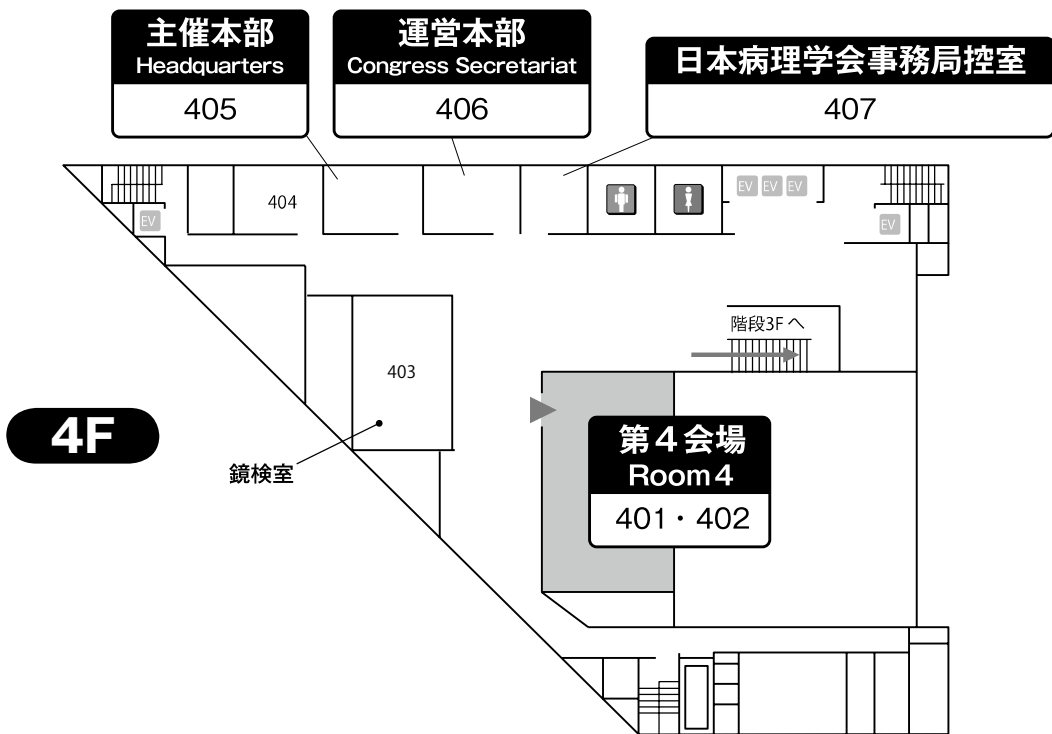 主催本部
Headquarters
405
運営本部
Congress Secretariat
406
日本病理学会事務局控室
407
EV
404
EV EV EV
EV
階段3Fへ
403
4F
鏡検室
第4会場
Room 4
401・402